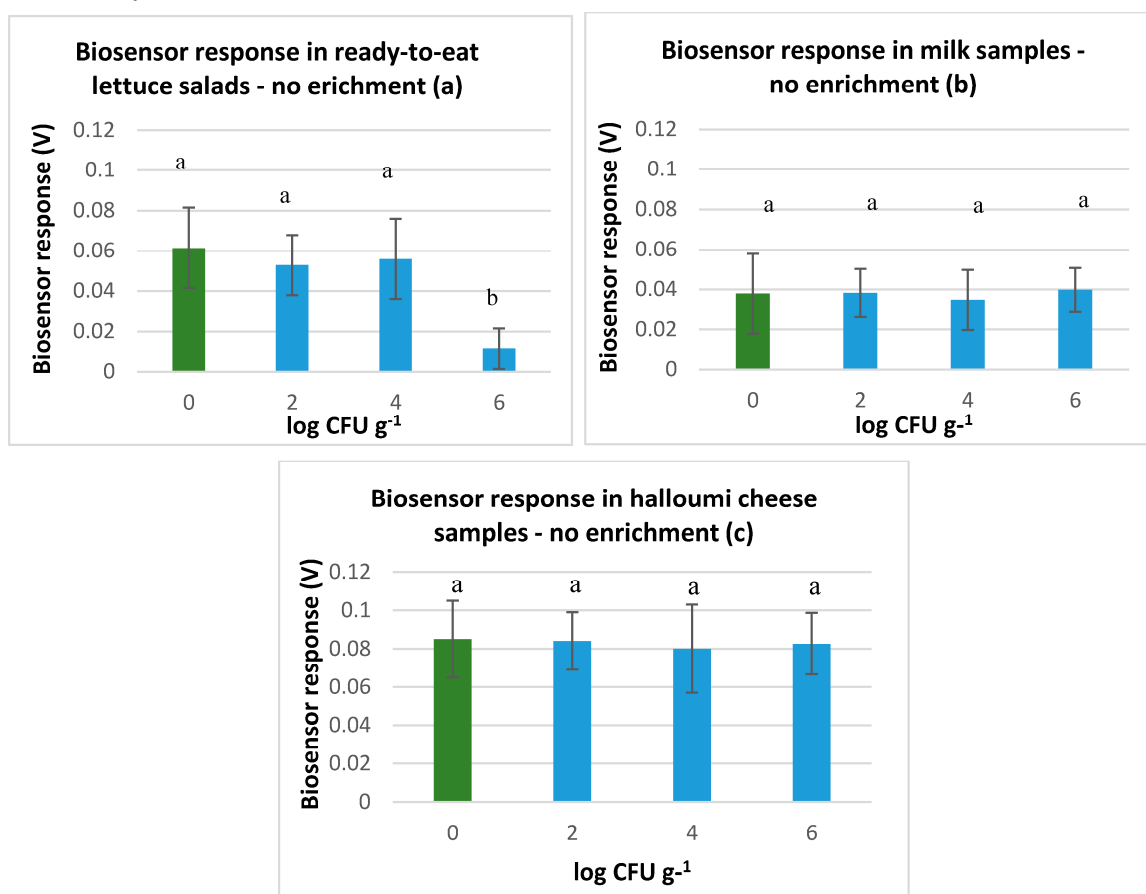 Biosensor response in ready-to-eat
lettuce salads - no erichment (a)
Biosensor response (V)
0.12
0.1
0.08
0.06
0.04
0.02
0
a
a
a
b
0
2
4
6
log CFU g-1
Biosensor response in milk samples -
no enrichment (b)
Biosensor response (V)
0.12
0.1
0.08
0.06
0.04
0.02
0
a
a
a
a
0
2
4
6
log CFU g-1
Biosensor response in halloumi cheese
samples - no enrichment (c)
Biosensor response (V)
0.12
0.1
0.08
0.06
0.04
0.02
0
a
a
a
a
0
2
4
6
log CFU g-1